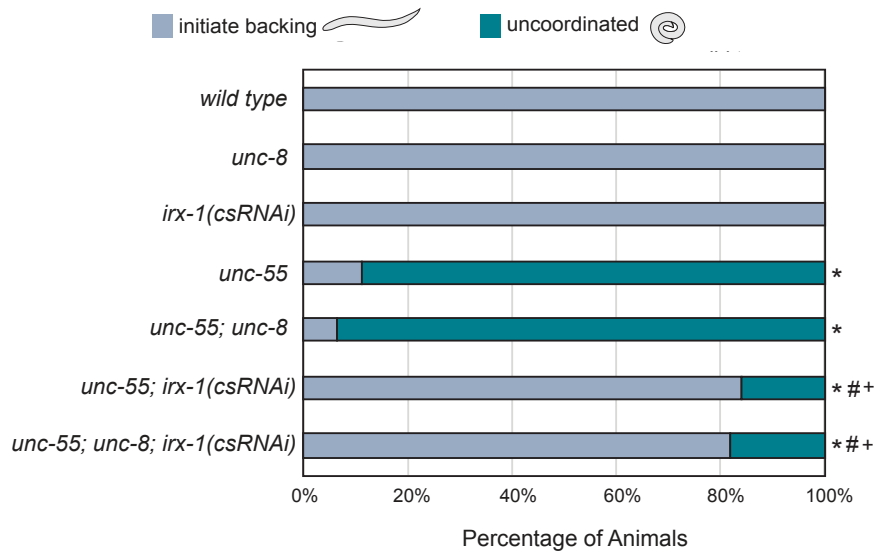 initiate backing uncoordinated
wild type
unc-8
irx-1(csRNAi)
unc-55 *
unc-55; unc-8 *
unc-55; irx-1(csRNAi) * # +
unc-55; unc-8; irx-1(csRNAi) * # +
0% 20% 40% 60% 80% 100%
Percentage of Animals